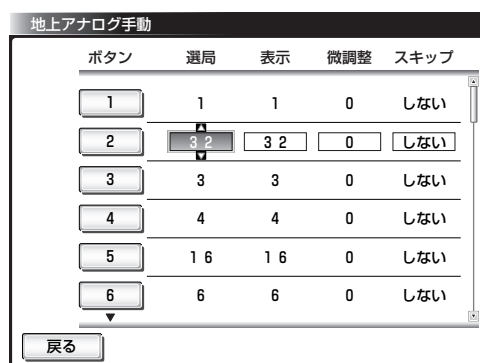 地上アナログ手動
ボタン 選局 表示 微調整 スキップ
1 1 1 0 しない
2 32 32 0 しない
3 3 3 0 しない
4 4 4 0 しない
5 16 16 0 しない
6 6 6 0 しない
戻る